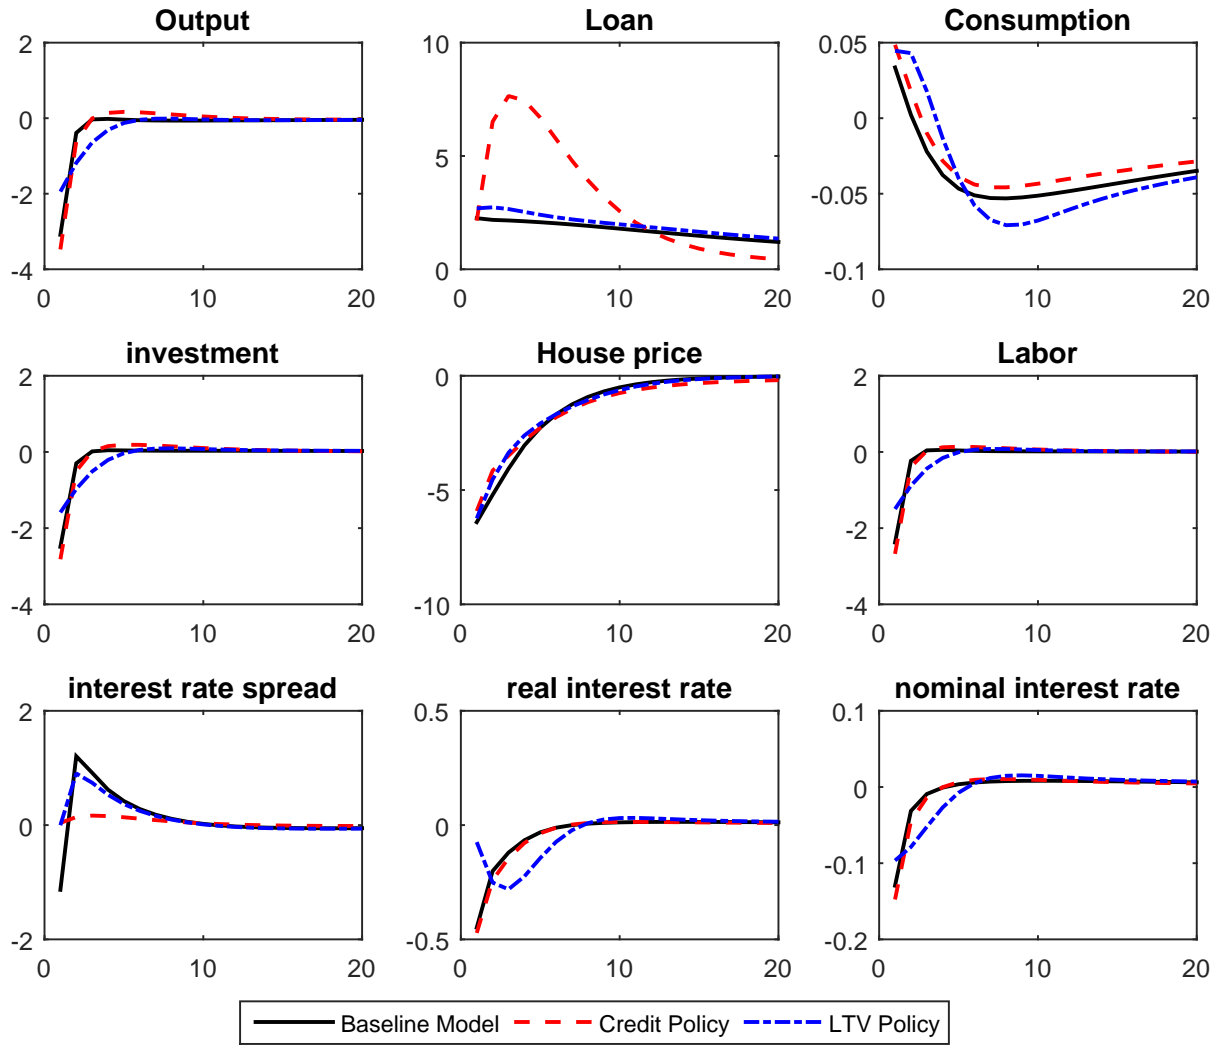 Output Loan Consumption
2 10 0.05
0 5 0
-2 -0.05
-4 0 -0.1
0 10 20 0 10 20 0 10 20
investment House price Labor
2 0 2
0 -5 0
-2 -2
-4 -10 -4
0 10 20 0 10 20 0 10 20
interest rate spread real interest rate nominal interest rate
2 0.5 0.1
0 0 0
-0.1
-2 -0.5 -0.2
0 10 20 0 10 20 0 10 20
Baseline Model Credit Policy LTV Policy